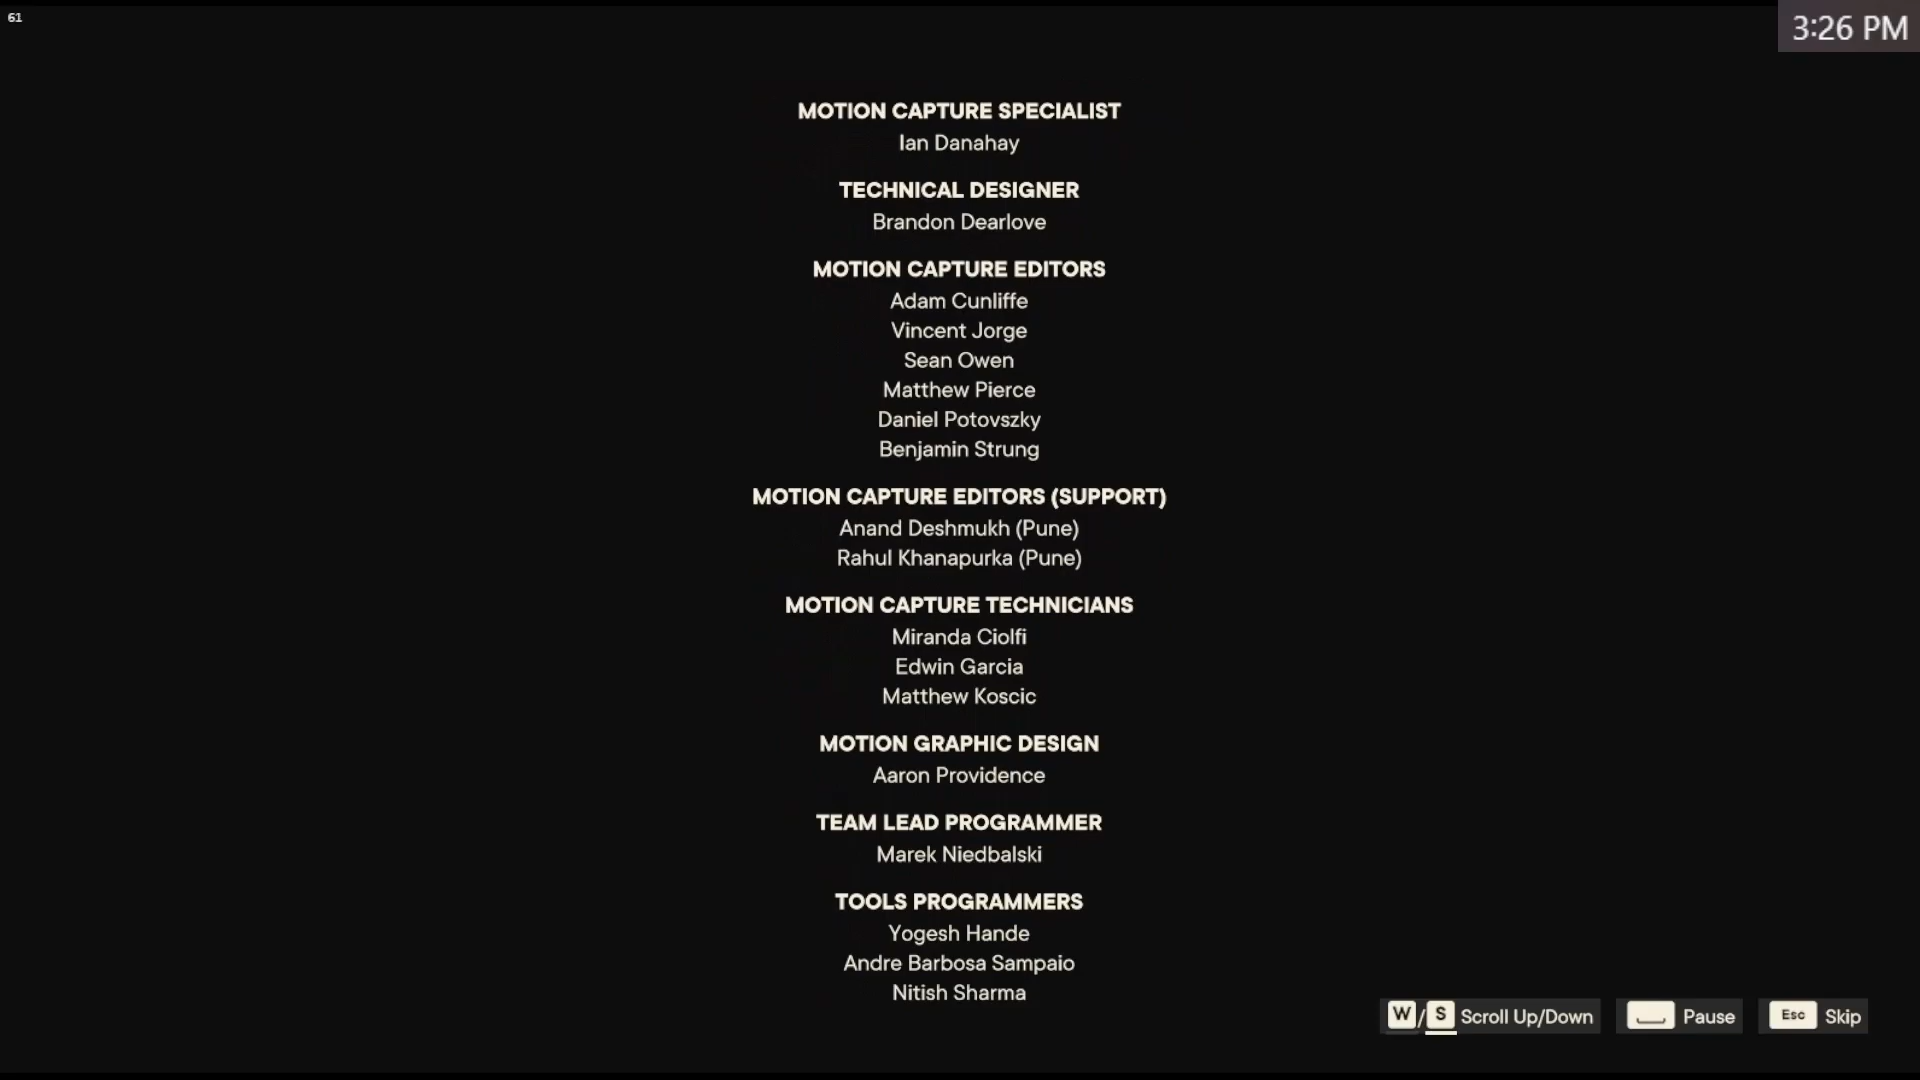 61
3:26 PM
MOTION CAPTURE SPECIALIST
Ian Danahay
TECHNICAL DESIGNER
Brandon Dearlove
MOTION CAPTURE EDITORS
Adam Cunliffe
Vincent Jorge
Sean Owen
Matthew Pierce
Daniel Potovszky
Benjamin Strung
MOTION CAPTURE EDITORS (SUPPORT)
Anand Deshmukh (Pune)
Rahul Khanapurka (Pune)
MOTION CAPTURE TECHNICIANS
Miranda Ciolfi
Edwin Garcia
Matthew Koscic
MOTION GRAPHIC DESIGN
Aaron Providence
TEAM LEAD PROGRAMMER
Marek Niedbalski
TOOLS PROGRAMMERS
Yogesh Hande
Andre Barbosa Sampaio
Nitish Sharma
W/S Scroll Up/Down Pause Esc Skip